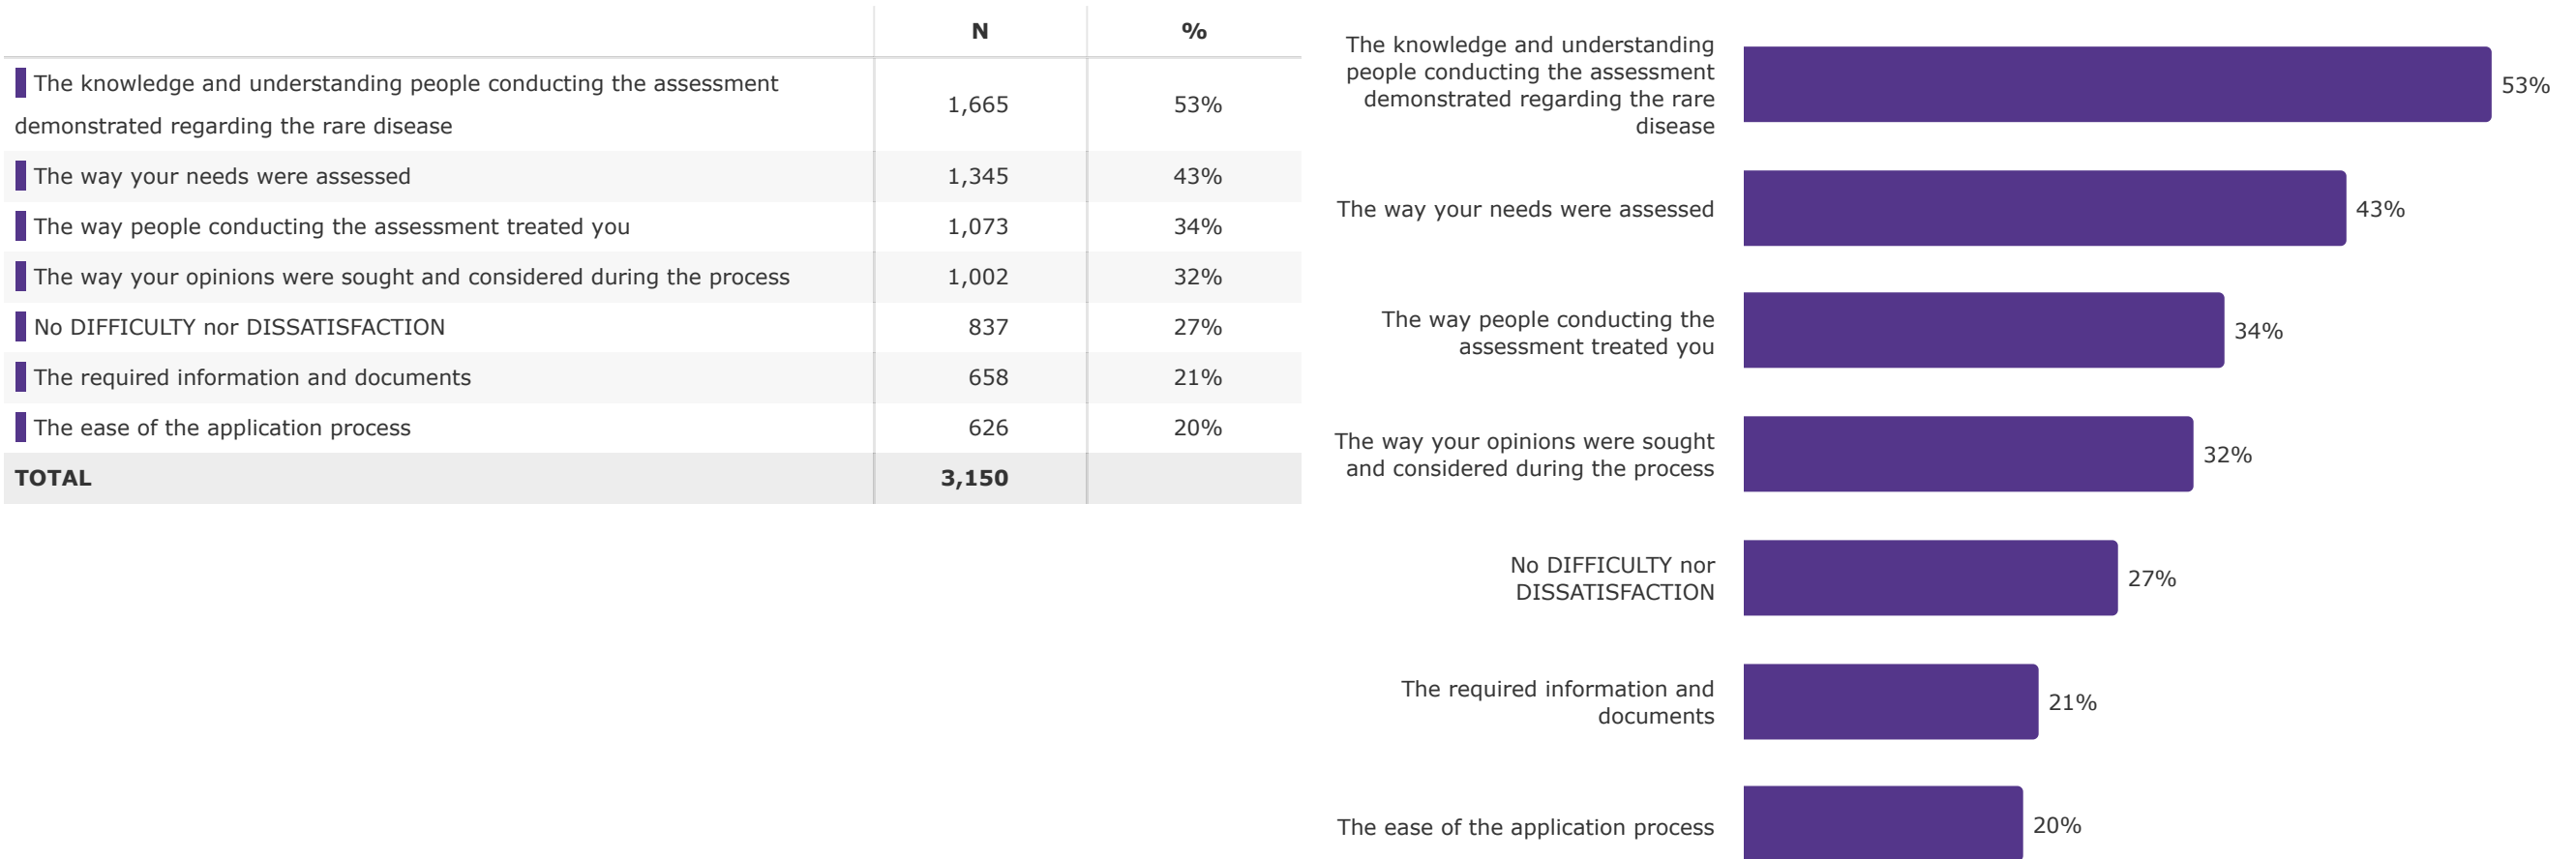 N %
The knowledge and understanding people conducting the assessment
demonstrated regarding the rare disease
1,665 53%
The way your needs were assessed 1,345 43%
The way people conducting the assessment treated you 1,073 34%
The way your opinions were sought and considered during the process 1,002 32%
No DIFFICULTY nor DISSATISFACTION 837 27%
The required information and documents 658 21%
The ease of the application process 626 20%
TOTAL 3,150
The knowledge and understanding
people conducting the assessment
demonstrated regarding the rare
disease
53%
The way your needs were assessed
43%
The way people conducting the
assessment treated you
34%
The way your opinions were sought
and considered during the process
32%
No DIFFICULTY nor
DISSATISFACTION
27%
The required information and
documents
21%
The ease of the application process
20%